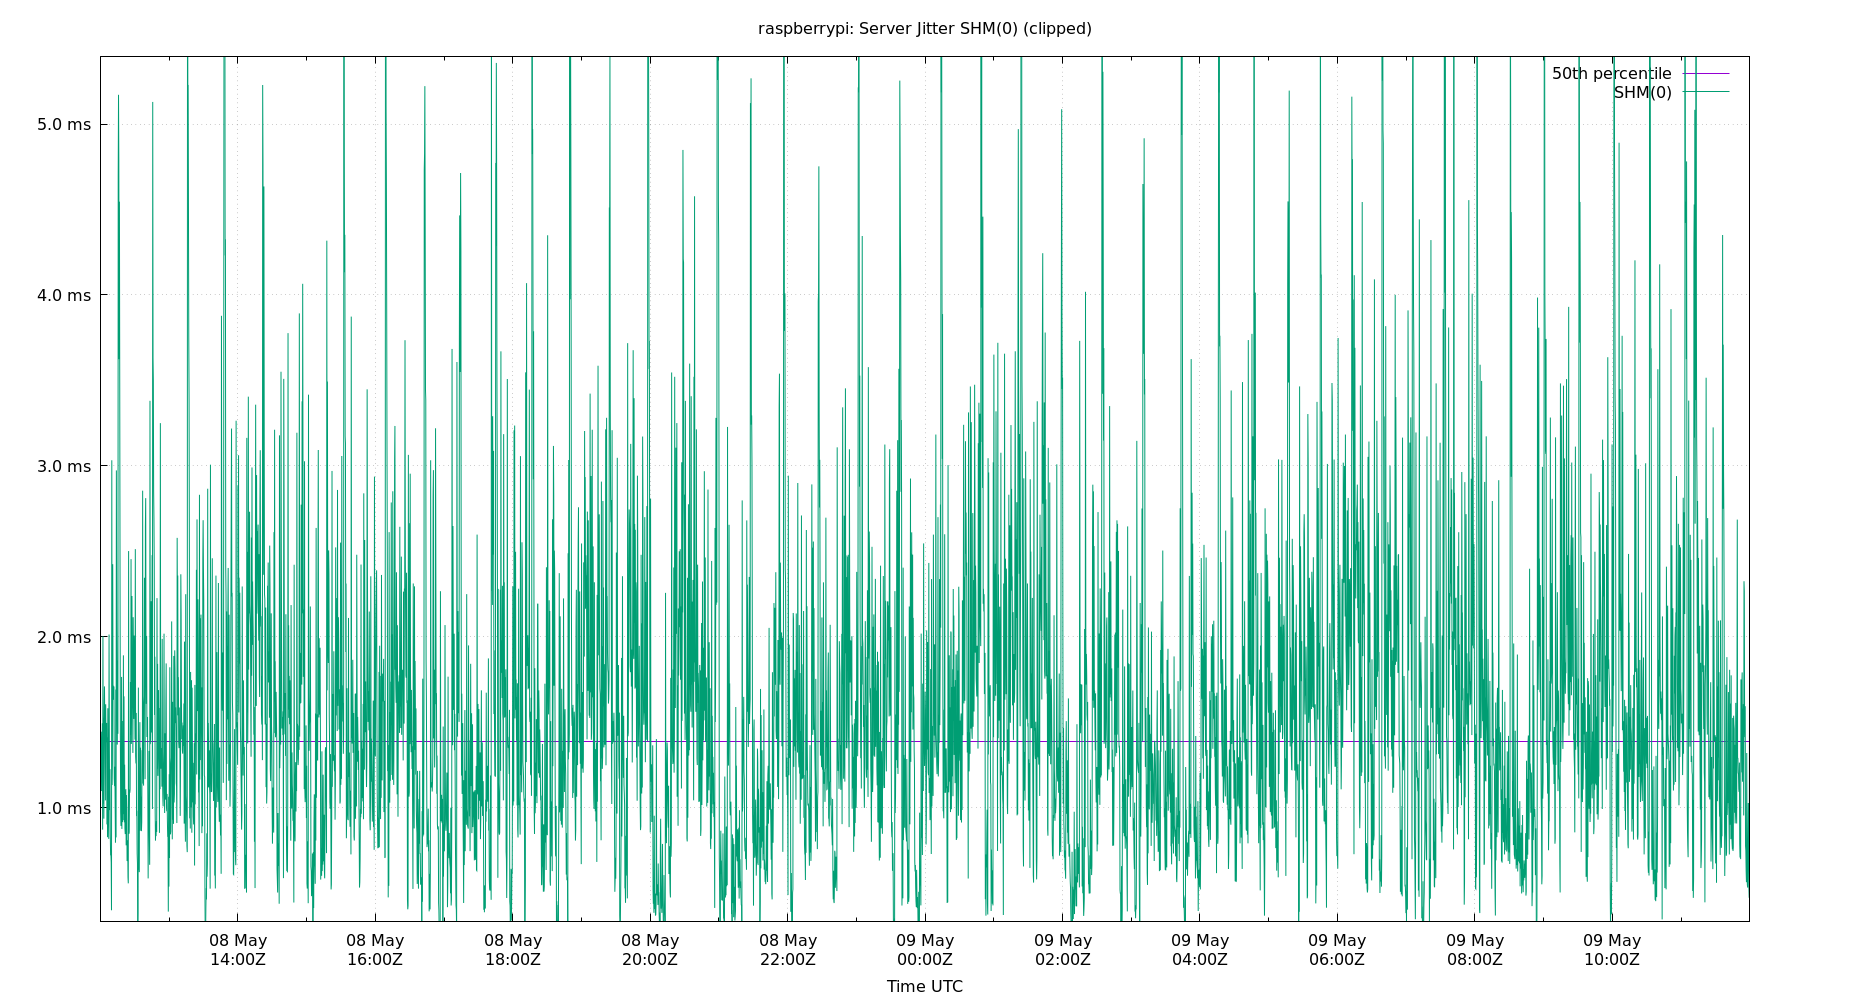 raspberrypi: Server Jitter SHM(0) (clipped)
50th percentile
SHM(0)
5.0 ms
4.0 ms
3.0 ms
2.0 ms
1.0 ms
08 May 08 May 08 May 08 May 08 May 09 May 09 May 09 May 09 May 09 May 09 May
14:00Z 16:00Z 18:00Z 20:00Z 22:00Z 00:00Z 02:00Z 04:00Z 06:00Z 08:00Z 10:00Z
Time UTC